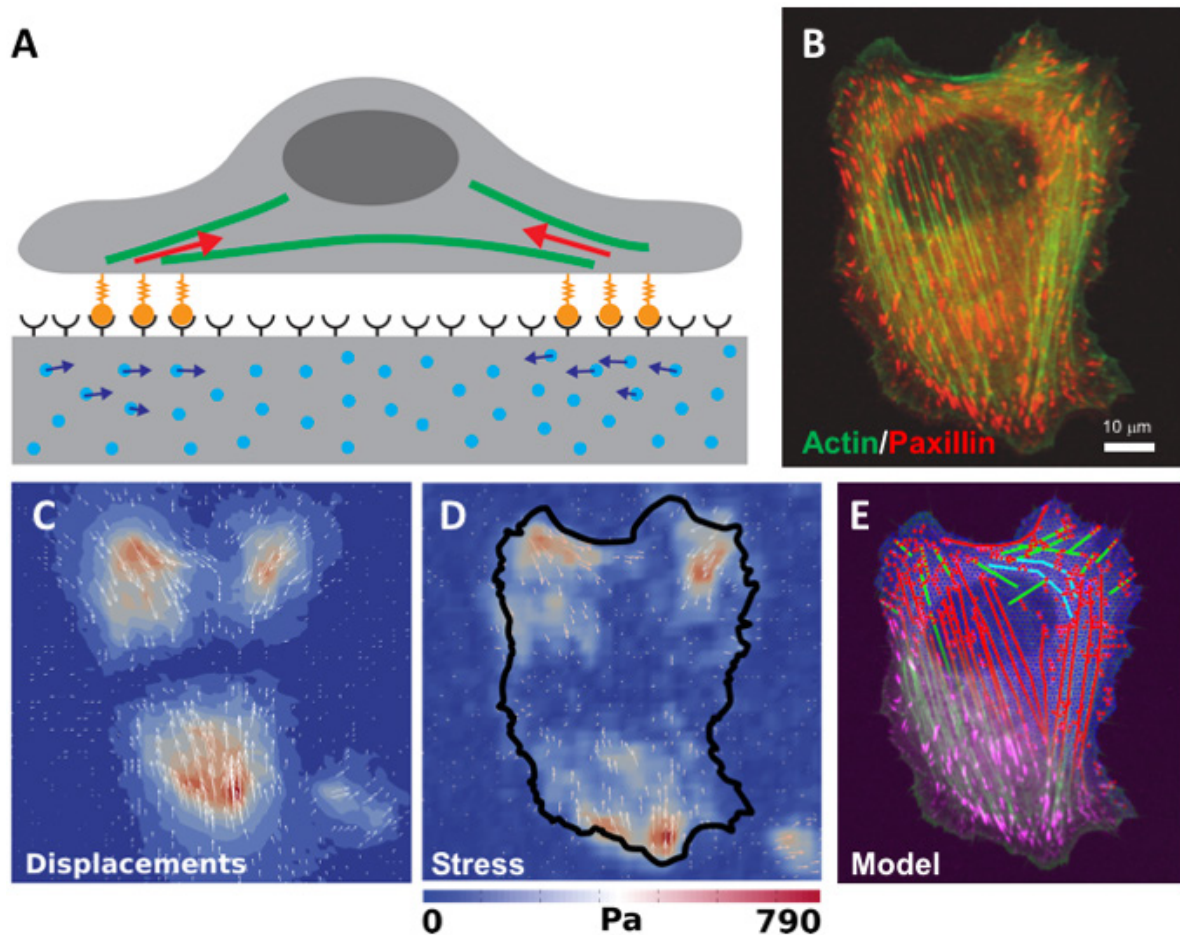 A
B
10 μm
Actin/Paxillin
C
Displacements
D
Stress
E
Model
0 Pa 790